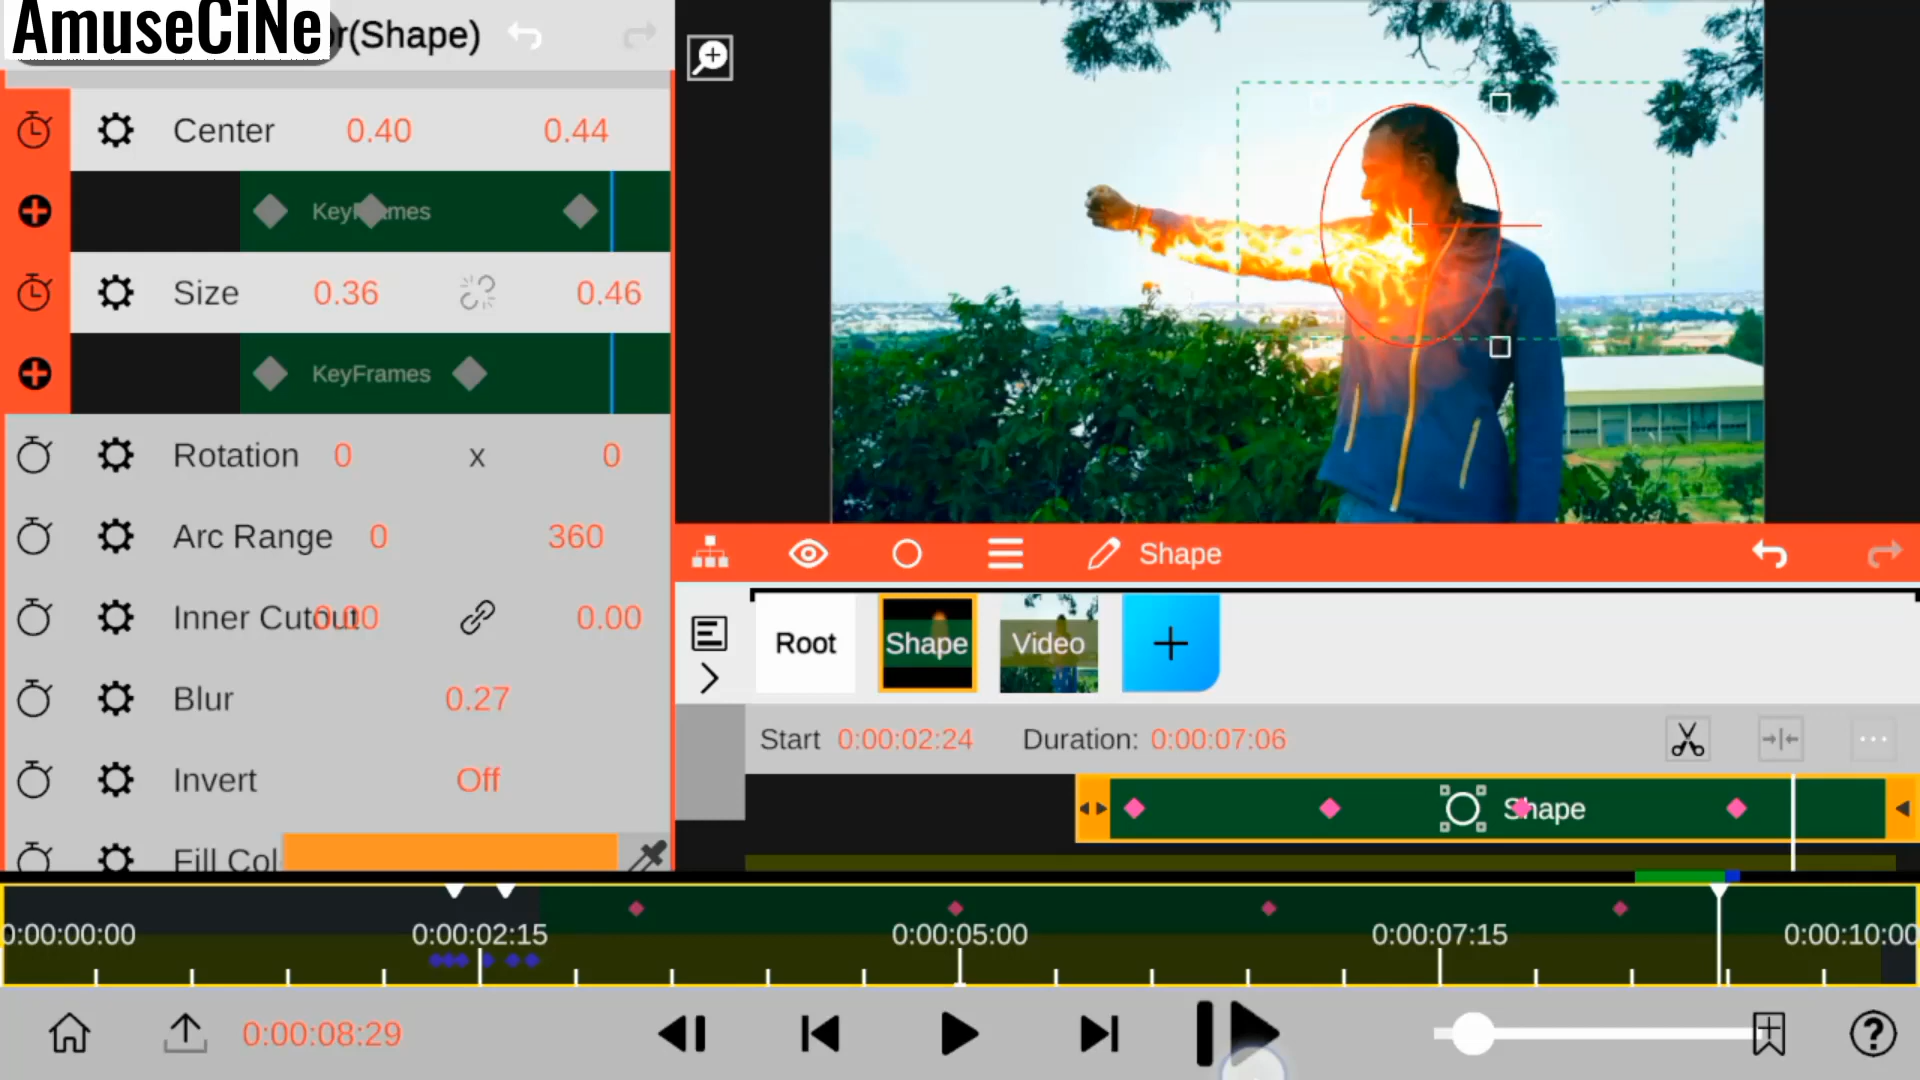 AmuseCiNe
r(Shape)
Center 0.40 0.44
KeyFrames
Size 0.36 0.46
KeyFrames
Rotation 0 x 0
Arc Range 0 360
Inner Cutout 0.00 0.00
Blur 0.27
Invert Off
Fill Col
Shape
Root Shape Video
Start 0:00:02:24 Duration: 0:00:07:06
Shape
0:00:00:00 0:00:02:15 0:00:05:00 0:00:07:15 0:00:10:00
0:00:08:29